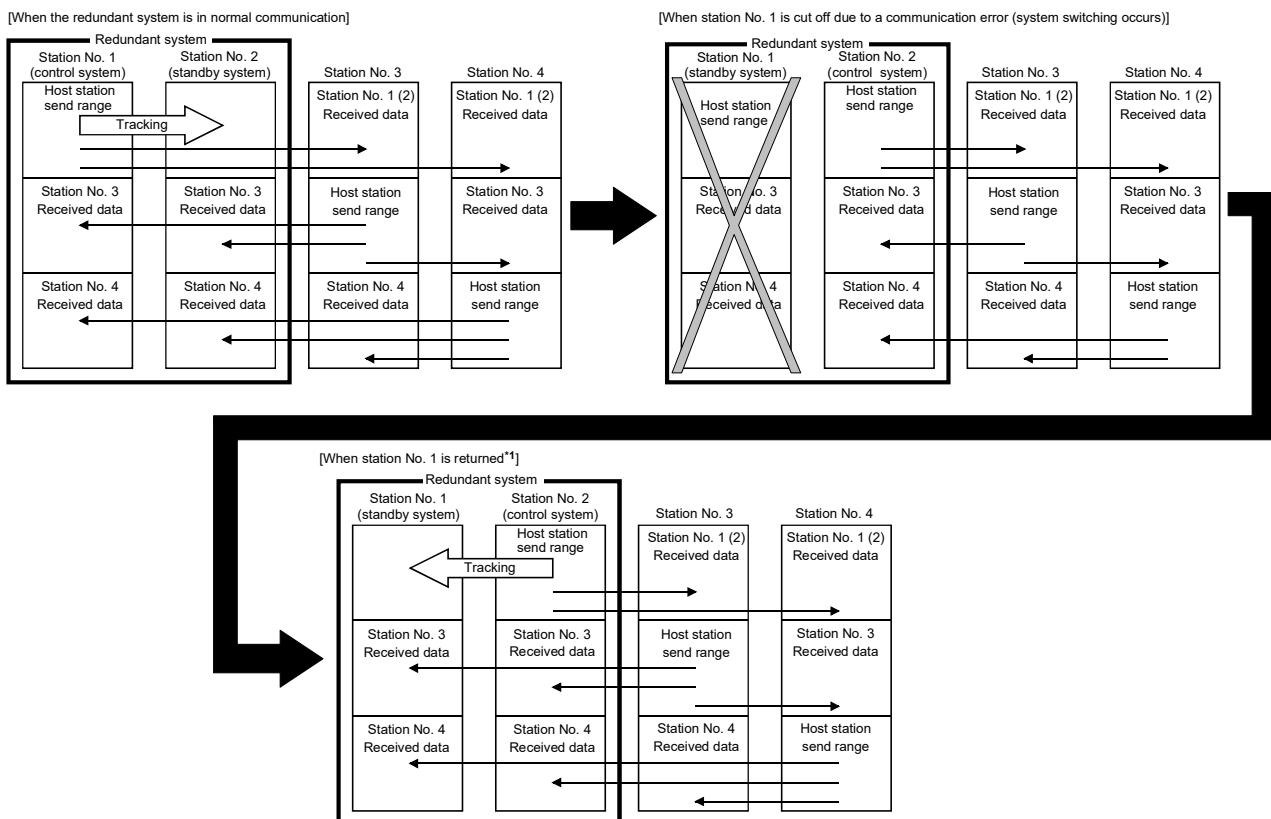 [When the redundant system is in normal communication]
Redundant system
Station No. 1
(control system)
Station No. 2
(standby system)
Station No. 3
Station No. 4
Host station
send range
Tracking
Station No. 1 (2)
Received data
Station No. 1 (2)
Received data
Station No. 3
Received data
Station No. 3
Received data
Host station
send range
Station No. 3
Received data
Station No. 4
Received data
Station No. 4
Received data
Station No. 4
Received data
Host station
send range
[When station No. 1 is cut off due to a communication error (system switching occurs)]
Redundant system
Station No. 1
(standby system)
Station No. 2
(control system)
Station No. 3
Station No. 4
Host station
send range
Host station
send range
Station No. 1 (2)
Received data
Station No. 1 (2)
Received data
Station No. 3
Received data
Station No. 3
Received data
Host station
send range
Station No. 3
Received data
Station No. 4
Received data
Station No. 4
Received data
Station No. 4
Received data
Host station
send range
[When station No. 1 is returned*1]
Redundant system
Station No. 1
(standby system)
Station No. 2
(control system)
Station No. 3
Station No. 4
Host station
send range
Tracking
Station No. 1 (2)
Received data
Station No. 1 (2)
Received data
Station No. 3
Received data
Station No. 3
Received data
Host station
send range
Station No. 3
Received data
Station No. 4
Received data
Station No. 4
Received data
Station No. 4
Received data
Host station
send range